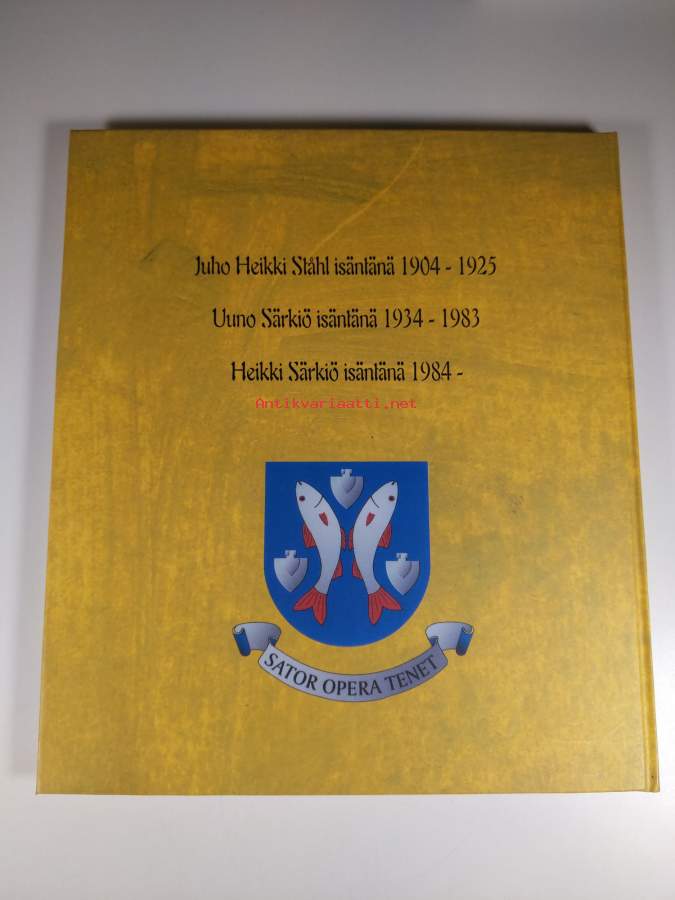 Juho Heikki Ståhl isäntänä 1904 - 1925
Uuno Särkiö isäntänä 1934 - 1983
Heikki Särkiö isäntänä 1984 -
Antikvariaatti.net
SATOR OPERA TENET